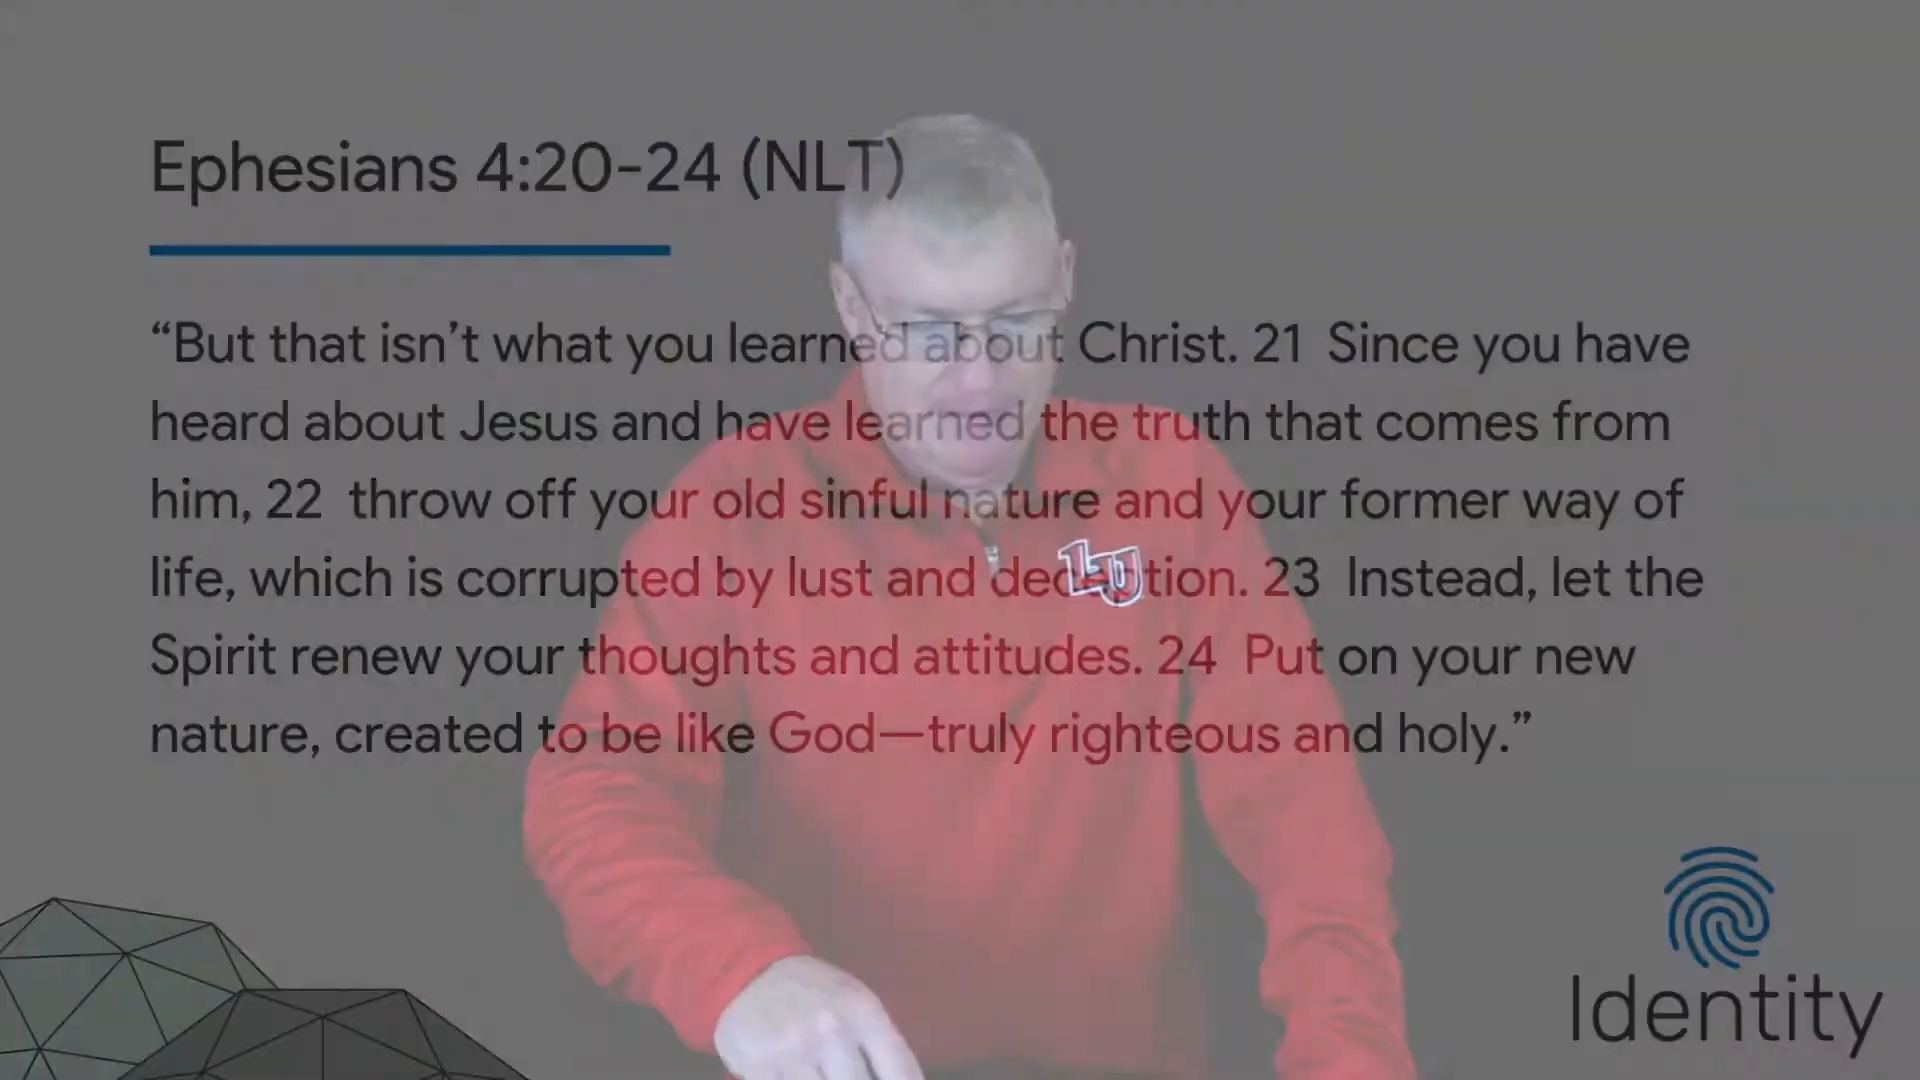 Ephesians 4:20-24 (NLT)
“But that isn’t what you learned about Christ. 21 Since you have
heard about Jesus and have learned the truth that comes from
him, 22 throw off your old sinful nature and your former way of
life, which is corrupted by lust and deception. 23 Instead, let the
Spirit renew your thoughts and attitudes. 24 Put on your new
nature, created to be like God—truly righteous and holy.”
LU
Identity